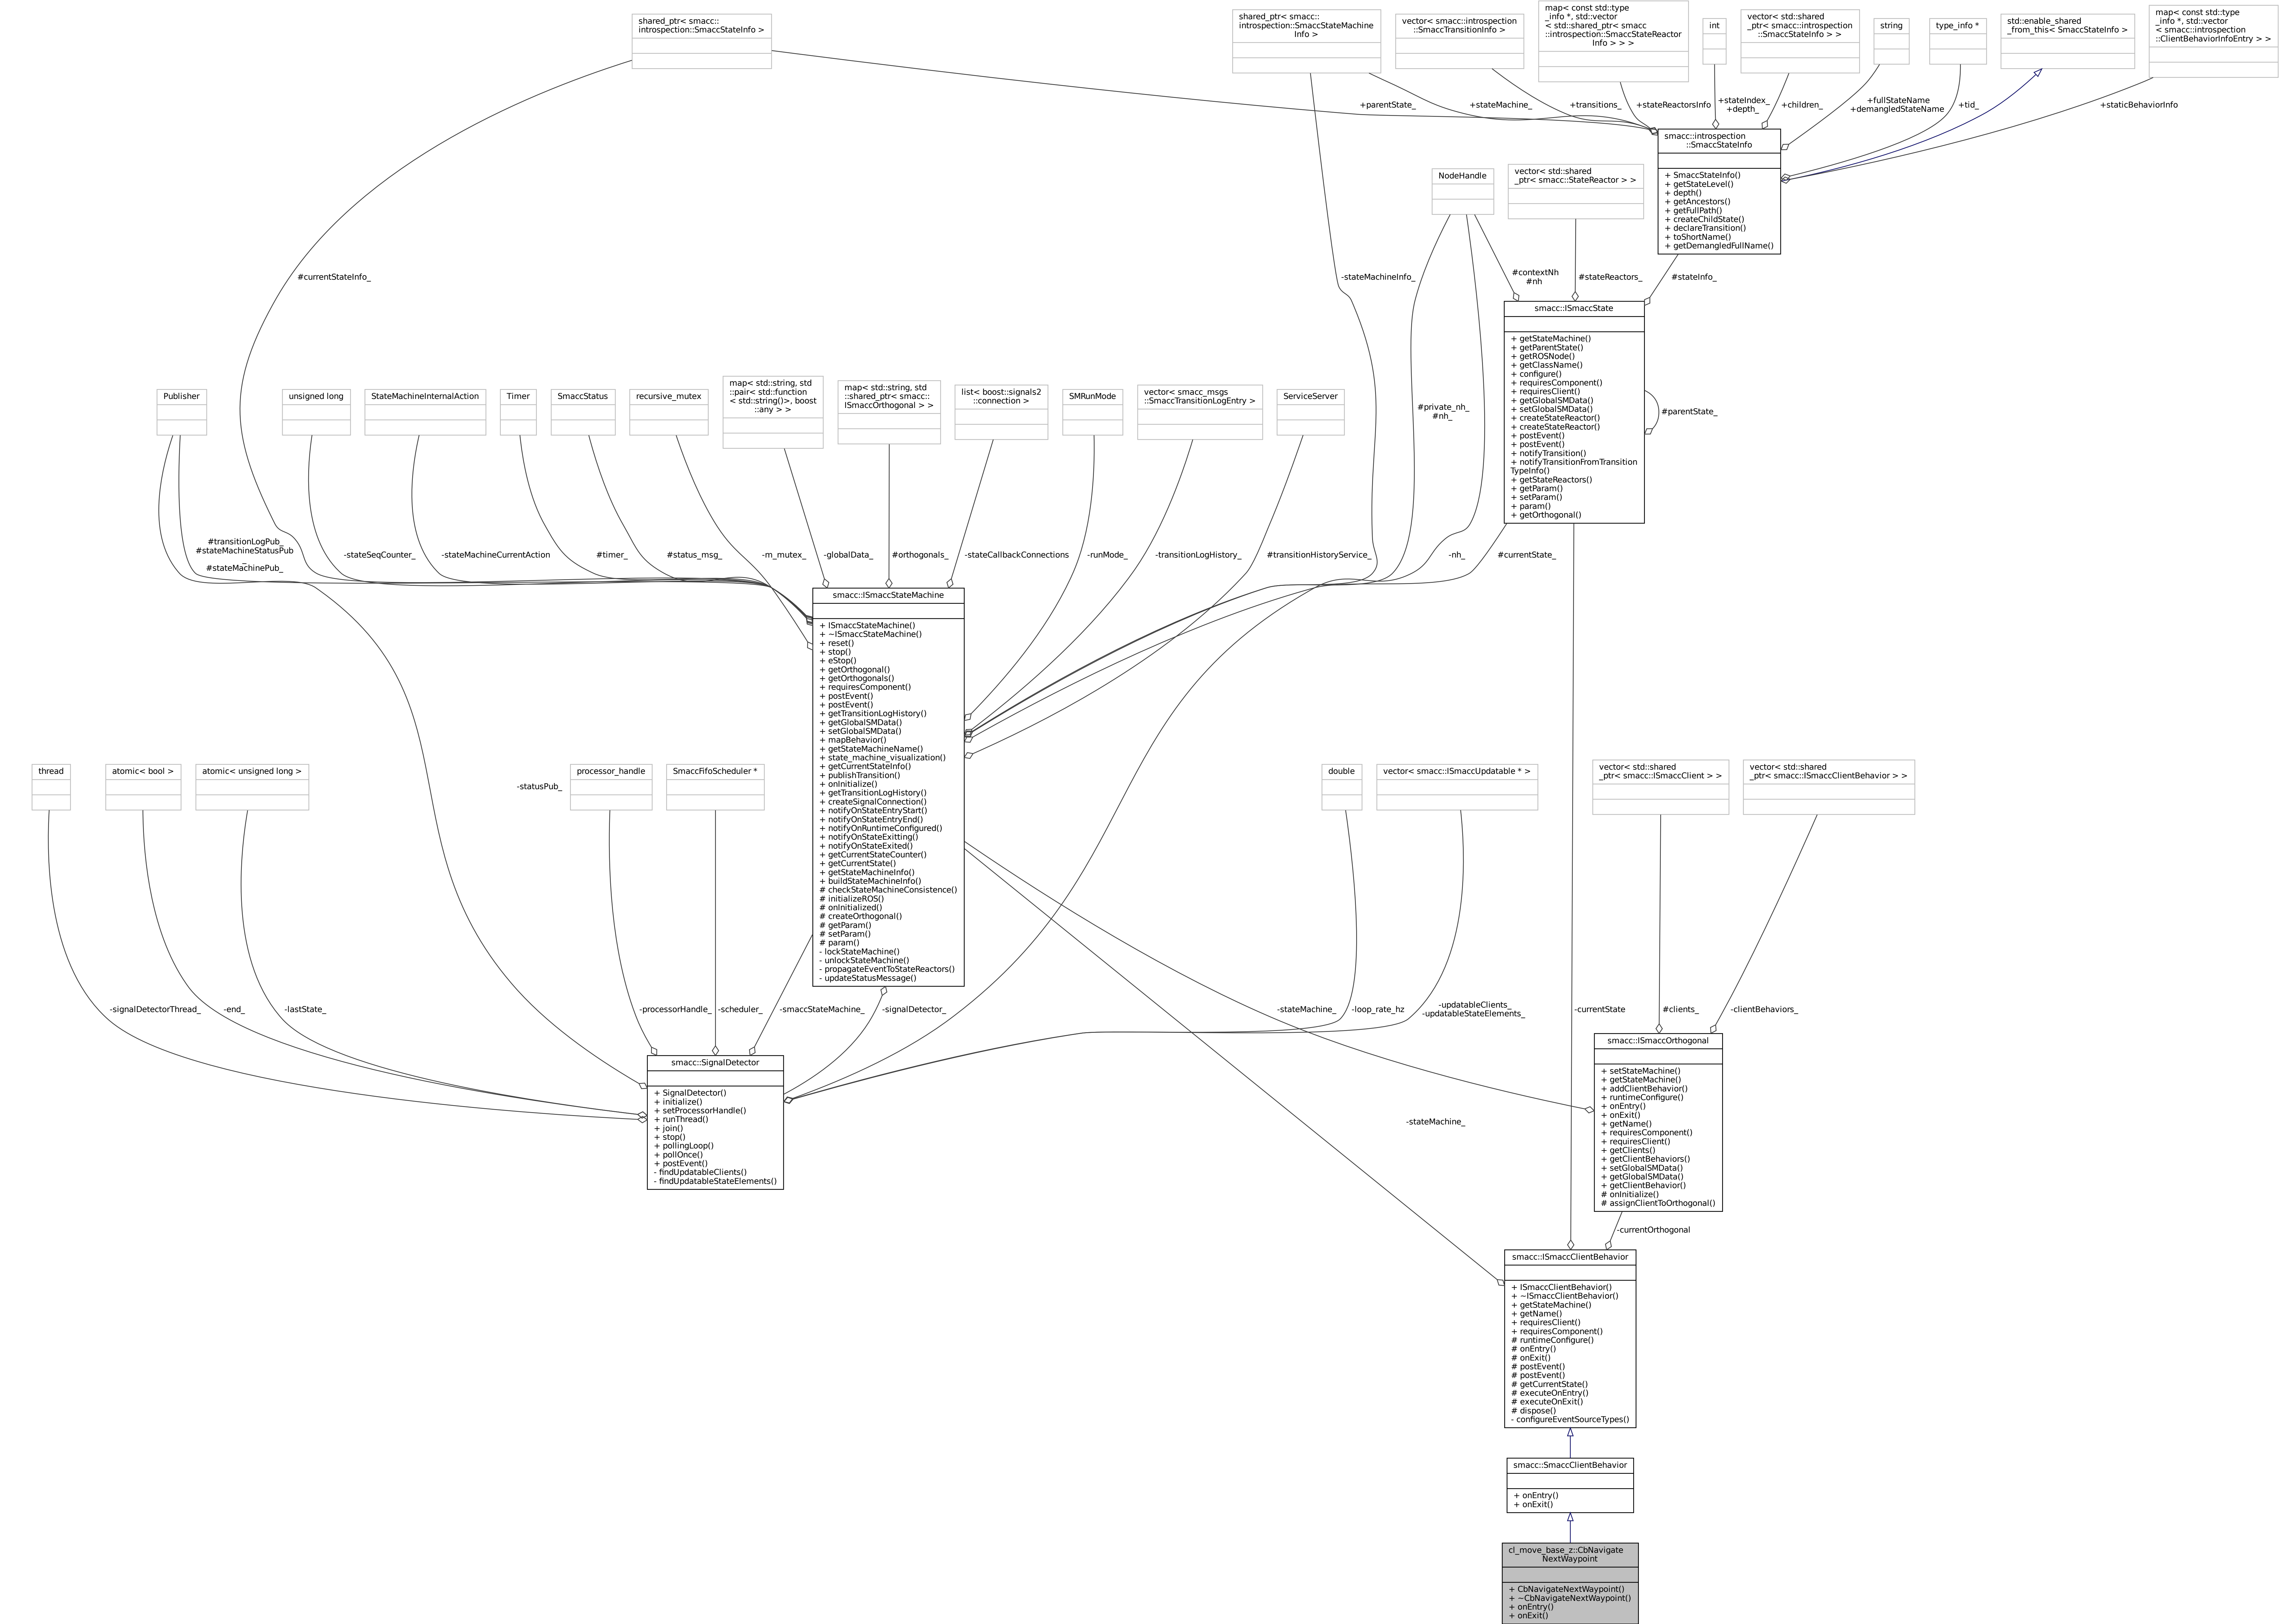 shared_ptr< smacc::
introspection::SmaccStateInfo >
shared_ptr< smacc::
introspection::SmaccStateMachine
Info >
vector< smacc::introspection
::SmaccTransitionInfo >
map< const std::type
_info *, std::vector
< std::shared_ptr< smacc
::introspection::SmaccStateReactor
Info > > >
int
vector< std::shared
_ptr< smacc::introspection
::SmaccStateInfo > >
string
type_info *
std::enable_shared
_from_this< SmaccStateInfo >
map< const std::type
_info *, std::vector
< smacc::introspection
::ClientBehaviorInfoEntry > >
+parentState_
+stateMachine_
+transitions_
+stateReactorsInfo
+stateIndex_
+depth_
+children_
+fullStateName
+demangledStateName
+tid_
+staticBehaviorInfo
smacc::introspection
::SmaccStateInfo
+ SmaccStateInfo()
+ getStateLevel()
+ depth()
+ getAncestors()
+ getFullPath()
+ createChildState()
+ declareTransition()
+ toShortName()
+ getDemangledFullName()
NodeHandle
vector< std::shared
_ptr< smacc::StateReactor > >
#currentStateInfo_
-stateMachineInfo_
#contextNh
#nh
#stateReactors_
#stateInfo_
smacc::ISmaccState
+ getStateMachine()
+ getParentState()
+ getROSNode()
+ getClassName()
+ configure()
+ requiresComponent()
+ requiresClient()
+ getGlobalSMData()
+ setGlobalSMData()
+ createStateReactor()
+ createStateReactor()
+ postEvent()
+ postEvent()
+ notifyTransition()
+ notifyTransitionFromTransition
TypeInfo()
+ getStateReactors()
+ getParam()
+ setParam()
+ param()
+ getOrthogonal()
#parentState_
Publisher
unsigned long
StateMachineInternalAction
Timer
SmaccStatus
recursive_mutex
map< std::string, std
::pair< std::function
< std::string()>, boost
::any > >
map< std::string, std
::shared_ptr< smacc::
ISmaccOrthogonal > >
list< boost::signals2
::connection >
SMRunMode
vector< smacc_msgs
::SmaccTransitionLogEntry >
ServiceServer
#private_nh_
#nh_
#transitionLogPub_
#stateMachineStatusPub
_
#stateMachinePub_
-stateSeqCounter_
-stateMachineCurrentAction
#timer_
#status_msg_
-m_mutex_
-globalData_
#orthogonals_
-stateCallbackConnections
-runMode_
-transitionLogHistory_
#transitionHistoryService_
-nh_
#currentState_
smacc::ISmaccStateMachine
+ ISmaccStateMachine()
+ ~ISmaccStateMachine()
+ reset()
+ stop()
+ eStop()
+ getOrthogonal()
+ getOrthogonals()
+ requiresComponent()
+ postEvent()
+ postEvent()
+ getTransitionLogHistory()
+ getGlobalSMData()
+ setGlobalSMData()
+ mapBehavior()
+ getStateMachineName()
+ state_machine_visualization()
+ getCurrentStateInfo()
+ publishTransition()
+ onInitialize()
+ getTransitionLogHistory()
+ createSignalConnection()
+ notifyOnStateEntryStart()
+ notifyOnStateEntryEnd()
+ notifyOnRuntimeConfigured()
+ notifyOnStateExitting()
+ notifyOnStateExited()
+ getCurrentStateCounter()
+ getCurrentState()
+ getStateMachineInfo()
+ buildStateMachineInfo()
# checkStateMachineConsistence()
# initializeROS()
# onInitialized()
# createOrthogonal()
# getParam()
# setParam()
# param()
- lockStateMachine()
- unlockStateMachine()
- propagateEventToStateReactors()
- updateStatusMessage()
thread
atomic< bool >
atomic< unsigned long >
-statusPub_
processor_handle
SmaccFifoScheduler *
double
vector< smacc::ISmaccUpdatable * >
vector< std::shared
_ptr< smacc::ISmaccClient > >
vector< std::shared
_ptr< smacc::ISmaccClientBehavior > >
-signalDetectorThread_
-end_
-lastState_
-processorHandle_
-scheduler_
-smaccStateMachine_
-signalDetector_
-stateMachine_
-loop_rate_hz
-updatableClients_
-updatableStateElements_
-currentState
#clients_
-clientBehaviors_
smacc::SignalDetector
+ SignalDetector()
+ initialize()
+ setProcessorHandle()
+ runThread()
+ join()
+ stop()
+ pollingLoop()
+ pollOnce()
+ postEvent()
- findUpdatableClients()
- findUpdatableStateElements()
smacc::ISmaccOrthogonal
+ setStateMachine()
+ getStateMachine()
+ addClientBehavior()
+ runtimeConfigure()
+ onEntry()
+ onExit()
+ getName()
+ requiresComponent()
+ requiresClient()
+ getClients()
+ getClientBehaviors()
+ setGlobalSMData()
+ getGlobalSMData()
+ getClientBehavior()
# onInitialize()
# assignClientToOrthogonal()
-stateMachine_
-currentOrthogonal
smacc::ISmaccClientBehavior
+ ISmaccClientBehavior()
+ ~ISmaccClientBehavior()
+ getStateMachine()
+ getName()
+ requiresClient()
+ requiresComponent()
# runtimeConfigure()
# onEntry()
# onExit()
# postEvent()
# postEvent()
# getCurrentState()
# executeOnEntry()
# executeOnExit()
# dispose()
- configureEventSourceTypes()
smacc::SmaccClientBehavior
+ onEntry()
+ onExit()
cl_move_base_z::CbNavigate
NextWaypoint
+ CbNavigateNextWaypoint()
+ ~CbNavigateNextWaypoint()
+ onEntry()
+ onExit()